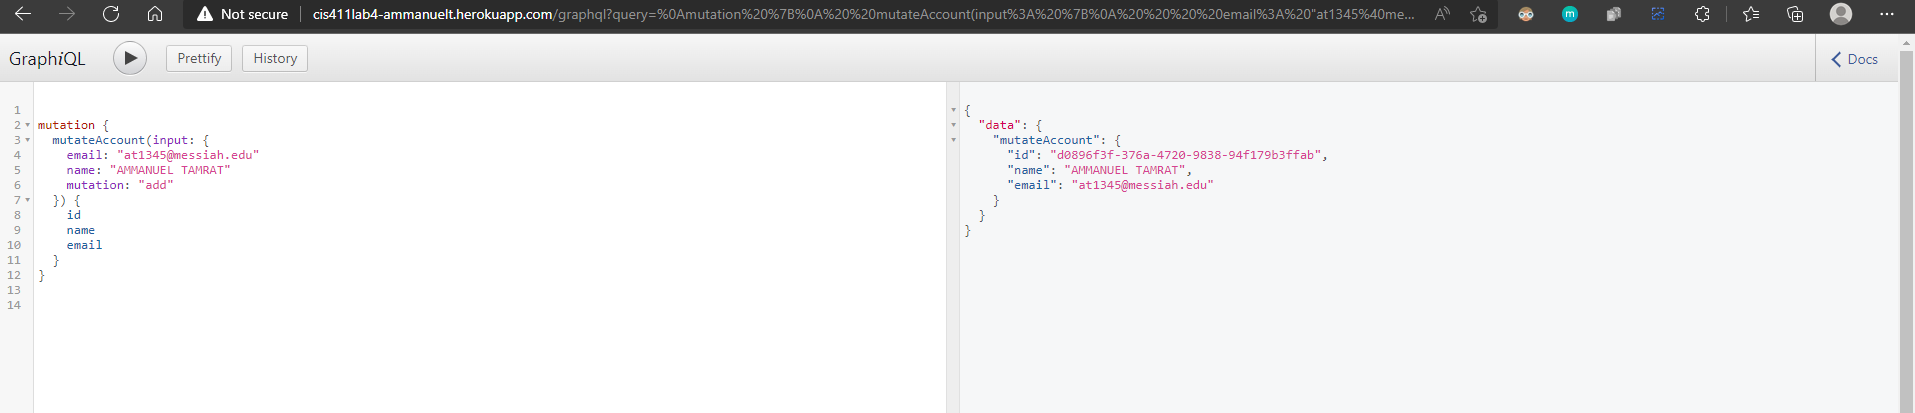 Not secure | cis411lab4-ammanuelt.herokuapp.com/graphql?query=%0Amutation%20%7B%0A%20%20mutateAccount(input%3A%20%7B%0A%20%20%20%20email%3A%20"at1345%40me...
GraphiQL Prettify History Docs
1
2 mutation {
3 mutateAccount(input: {
4 email: "at1345@messiah.edu"
5 name: "AMMANUEL TAMRAT"
6 mutation: "add"
7 }) {
8 id
9 name
10 email
11 }
12 }
13
14
{
"data": {
"mutateAccount": {
"id": "d0896f3f-376a-4720-9838-94f179b3ffab",
"name": "AMMANUEL TAMRAT",
"email": "at1345@messiah.edu"
}
}
}